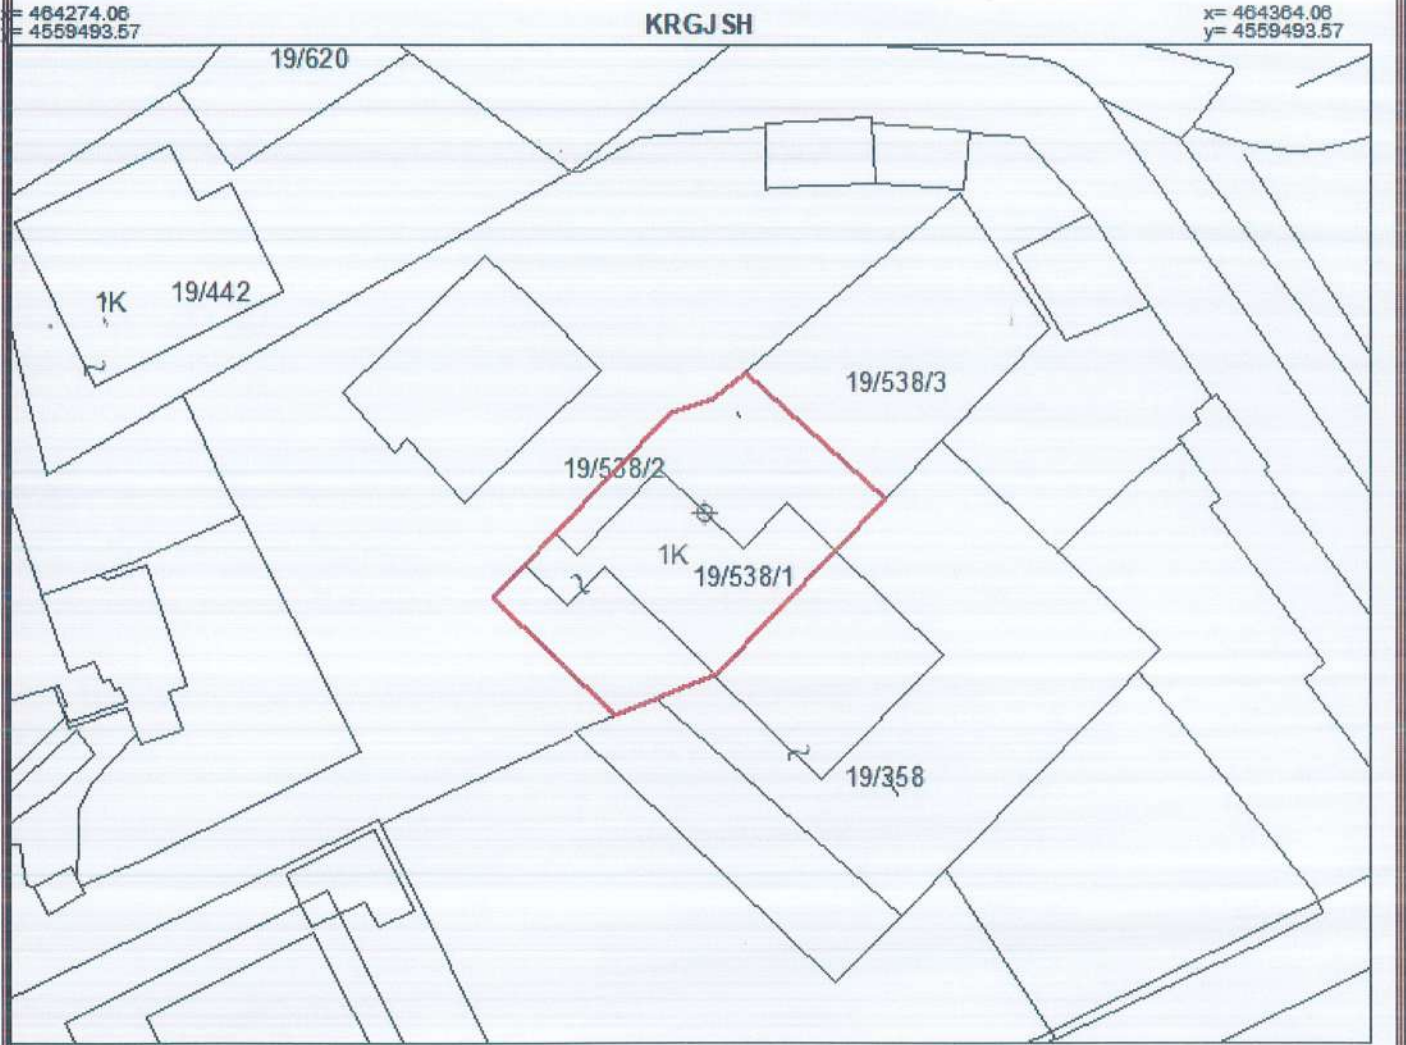 x= 464274.06
y= 4559493.57
KRGJSH
x= 464364.06
y= 4559493.57
19/620
1K
19/442
19/538/3
19/538/2
1K
19/538/1
19/358